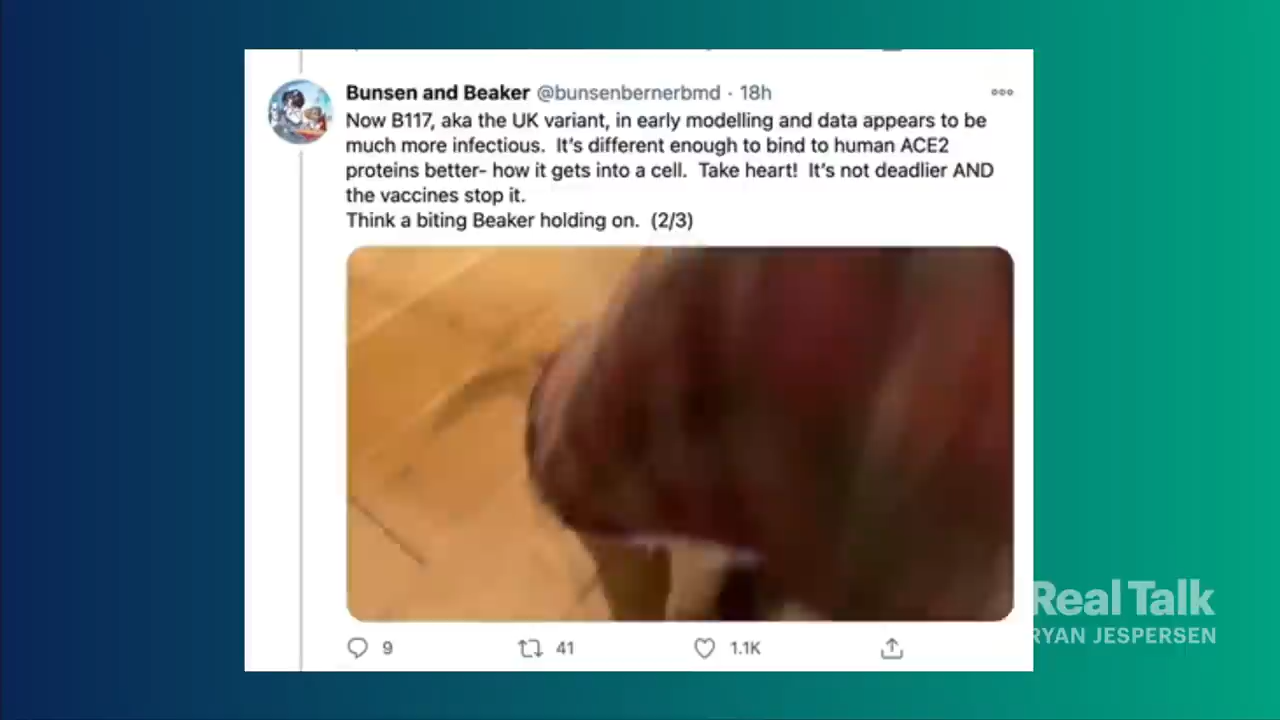 Bunsen and Beaker @bunsenbernerbmd · 18h
Now B117, aka the UK variant, in early modelling and data appears to be
much more infectious.  It's different enough to bind to human ACE2
proteins better- how it gets into a cell.  Take heart!  It's not deadlier AND
the vaccines stop it.
Think a biting Beaker holding on.  (2/3)
9 41 1.1K
Real Talk
RYAN JESPERSEN